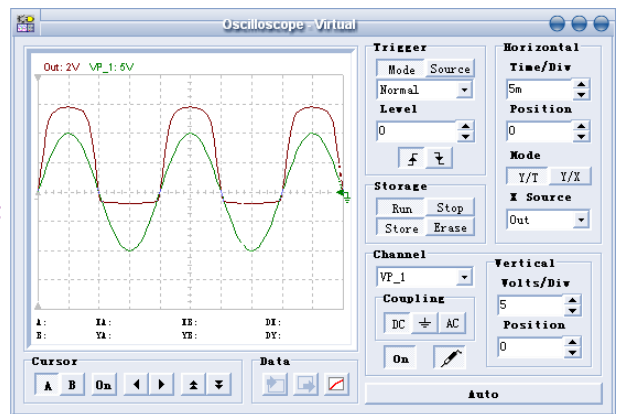 Oscilloscope - Virtual
Out: 2V VP_1: 5V
A: XA: XB: DX:
B: YA: YB: DY:
Cursor
A B On
Data
Trigger
Mode Source
Normal
Level
0
Storage
Run Stop
Store Erase
Horizontal
Time/Div
5m
Position
0
Mode
Y/T Y/X
X Source
Out
Channel
VP_1
Coupling
DC AC
On
Vertical
Volts/Div
5
Position
0
Auto